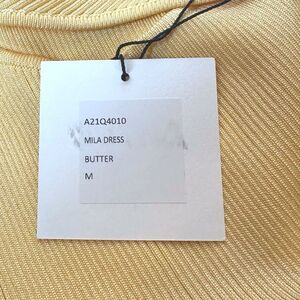 A21Q4010
MILA DRESS
BUTTER
M